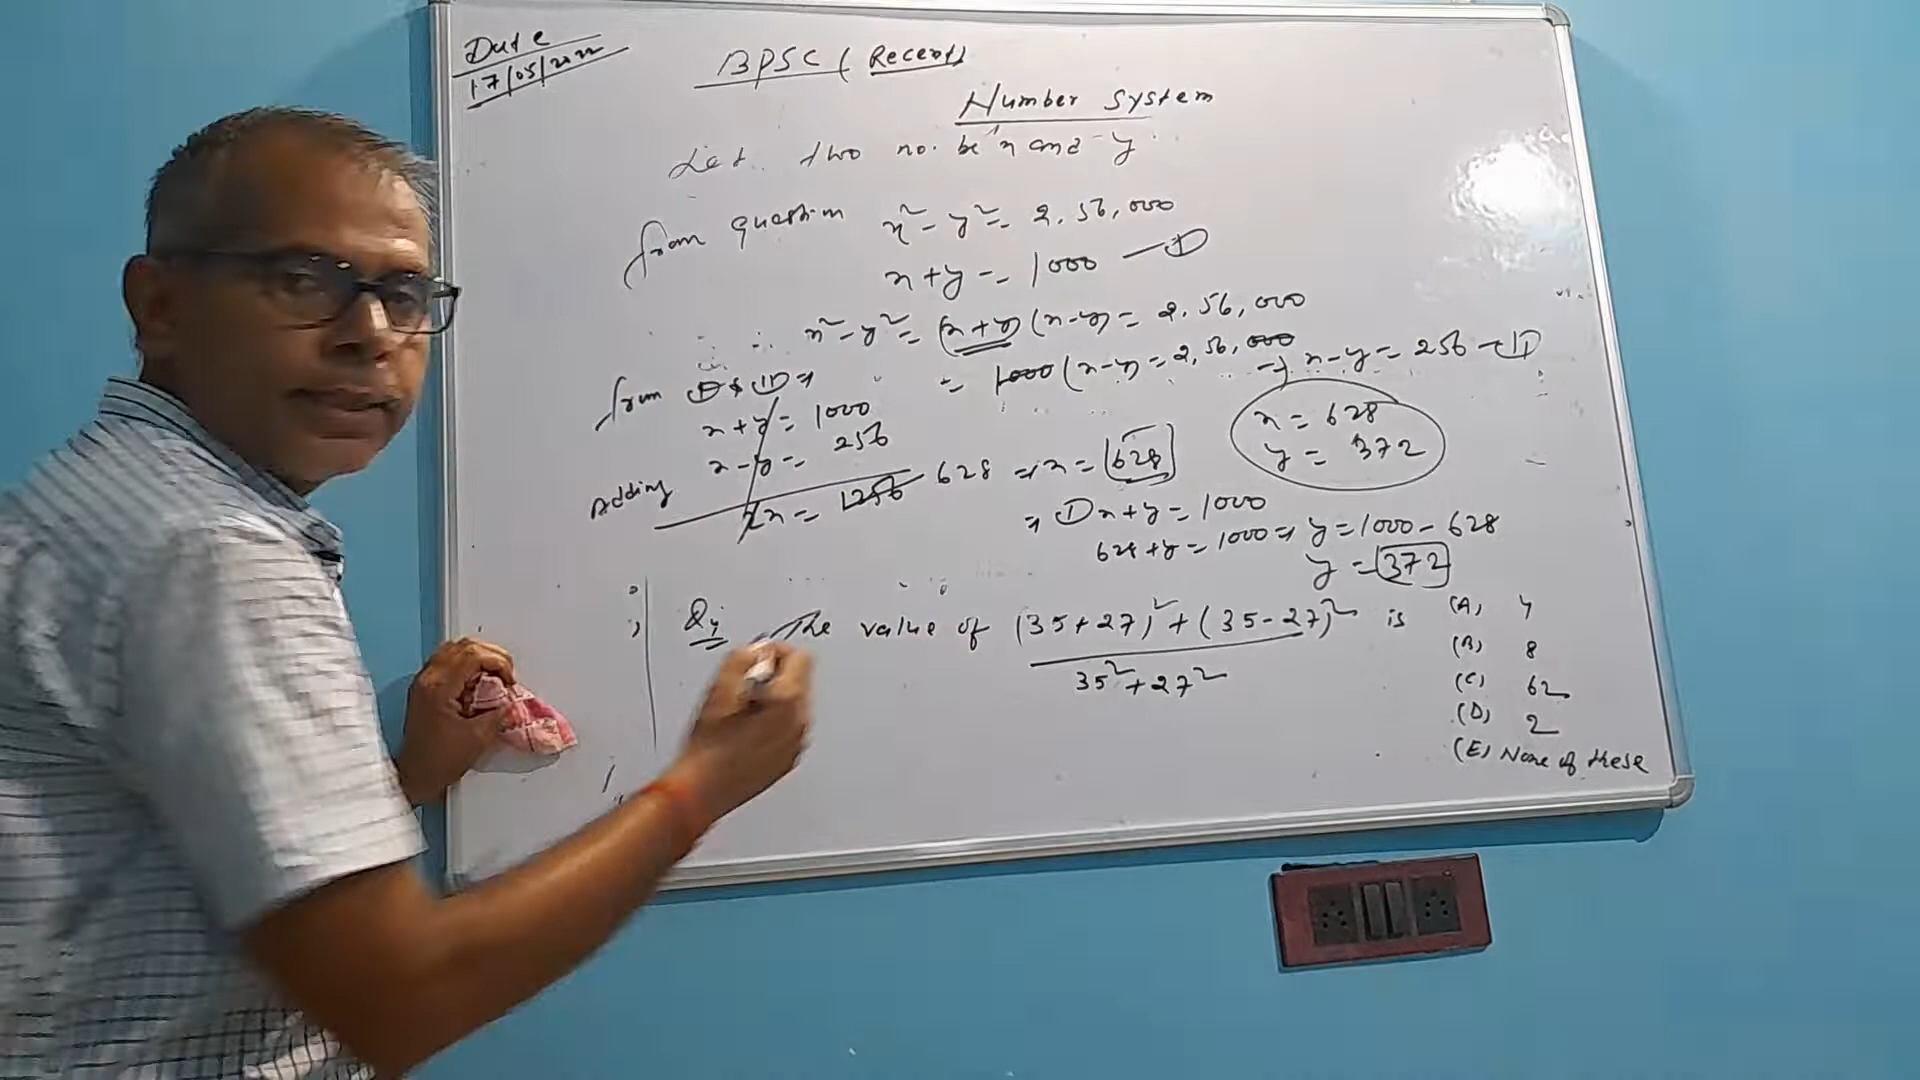 Date
17/05/2022
BPSC (Recent)
Number System
Let two no. be x and y
from question x² - y² = 2,56,000
x + y = 1000 — I
∴ x² - y² = (x + y) (x - y) = 2,56,000
= 1000 (x - y) = 2,56,000 ⇒ x - y = 256 — II
from I & II ⇒
x + y = 1000
x - y = 256
Adding 2x = 1256 628 ⇒ x = 628
x = 628
y = 372
⇒ I x + y = 1000
628 + y = 1000 ⇒ y = 1000 - 628
y = 372
Q. The value of (35+27)² + (35-27)² is
35² + 27²
(A) 4
(B) 8
(C) 62
(D) 2
(E) None of these